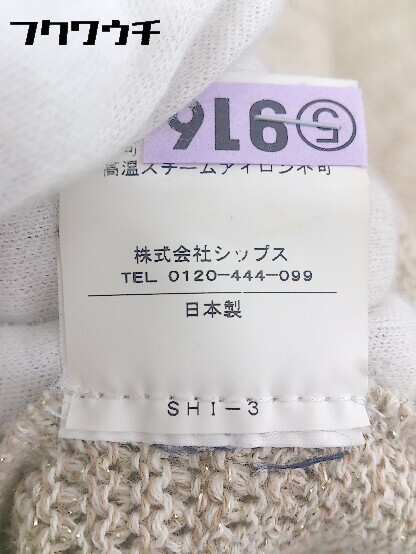 フクワウチ
⑤916
高温スチームアイロン不可
株式会社シップス
TEL 0120-444-099
日本製
SHI-3